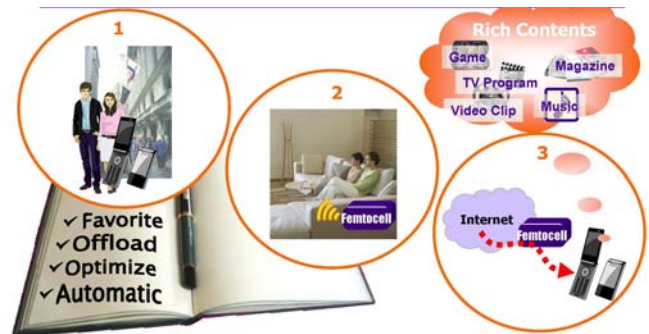 1
✓ Favorite
✓ Offload
✓ Optimize
✓ Automatic
2
Femtocell
Rich Contents
Game
Magazine
TV Program
Video Clip
Music
3
Internet
Femtocell